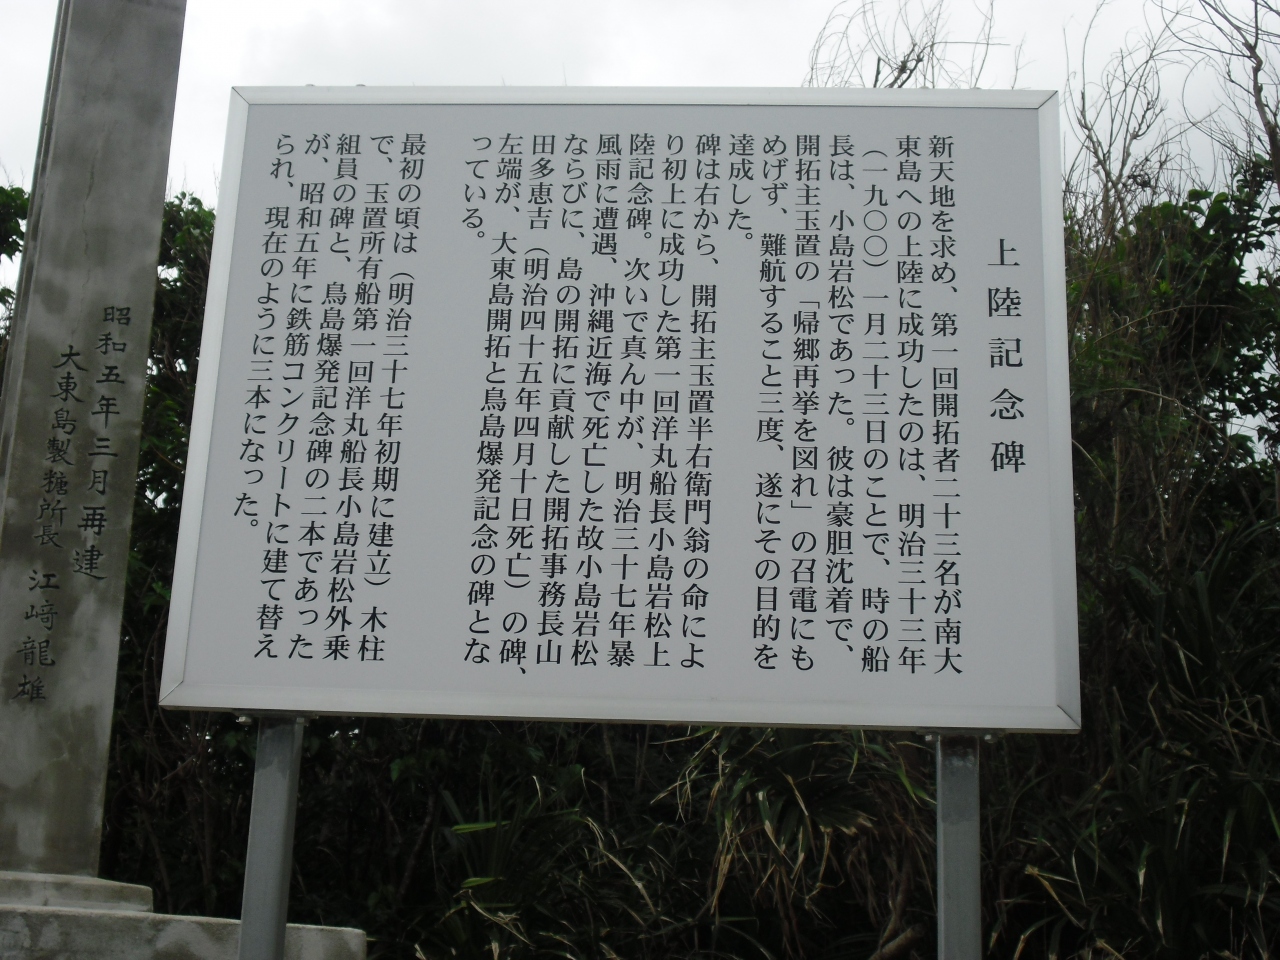 上陸記念碑
新天地を求め、第一回開拓者二十三名が南大
東島への上陸に成功したのは、明治三十三年
（一九〇〇）一月二十三日のことで、時の船
長は、小島岩松であった。彼は豪胆沈着で、
開拓主玉置の「帰郷再挙を図れ」の召電にも
めげず、難航すること三度、遂にその目的を
達成した。
碑は右から、開拓主玉置半右衛門翁の命によ
り初上に成功した第一回洋丸船長小島岩松上
陸記念碑。次いで真ん中が、明治三十七年暴
風雨に遭遇、沖縄近海で死亡した故小島岩松
ならびに、島の開拓に貢献した開拓事務長山
田多恵吉（明治四十五年四月十日死亡）の碑、
左端が、大東島開拓と鳥島爆発記念の碑とな
っている。
最初の頃は（明治三十七年初期に建立）木柱
で、玉置所有船第一回洋丸船長小島岩松外乗
組員の碑と、鳥島爆発記念碑の二本であった
が、昭和五年に鉄筋コンクリートに建て替え
られ、現在のように三本になった。
昭和五年三月再建
大東島製糖所長 江崎龍雄